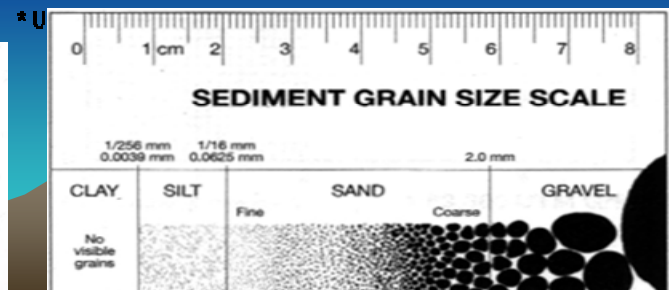 * U
0 1 cm 2 3 4 5 6 7 8
SEDIMENT GRAIN SIZE SCALE
1/256 mm 1/16 mm
0.0039 mm 0.0625 mm 2.0 mm
CLAY SILT SAND GRAVEL
Fine Coarse
No
visible
grains